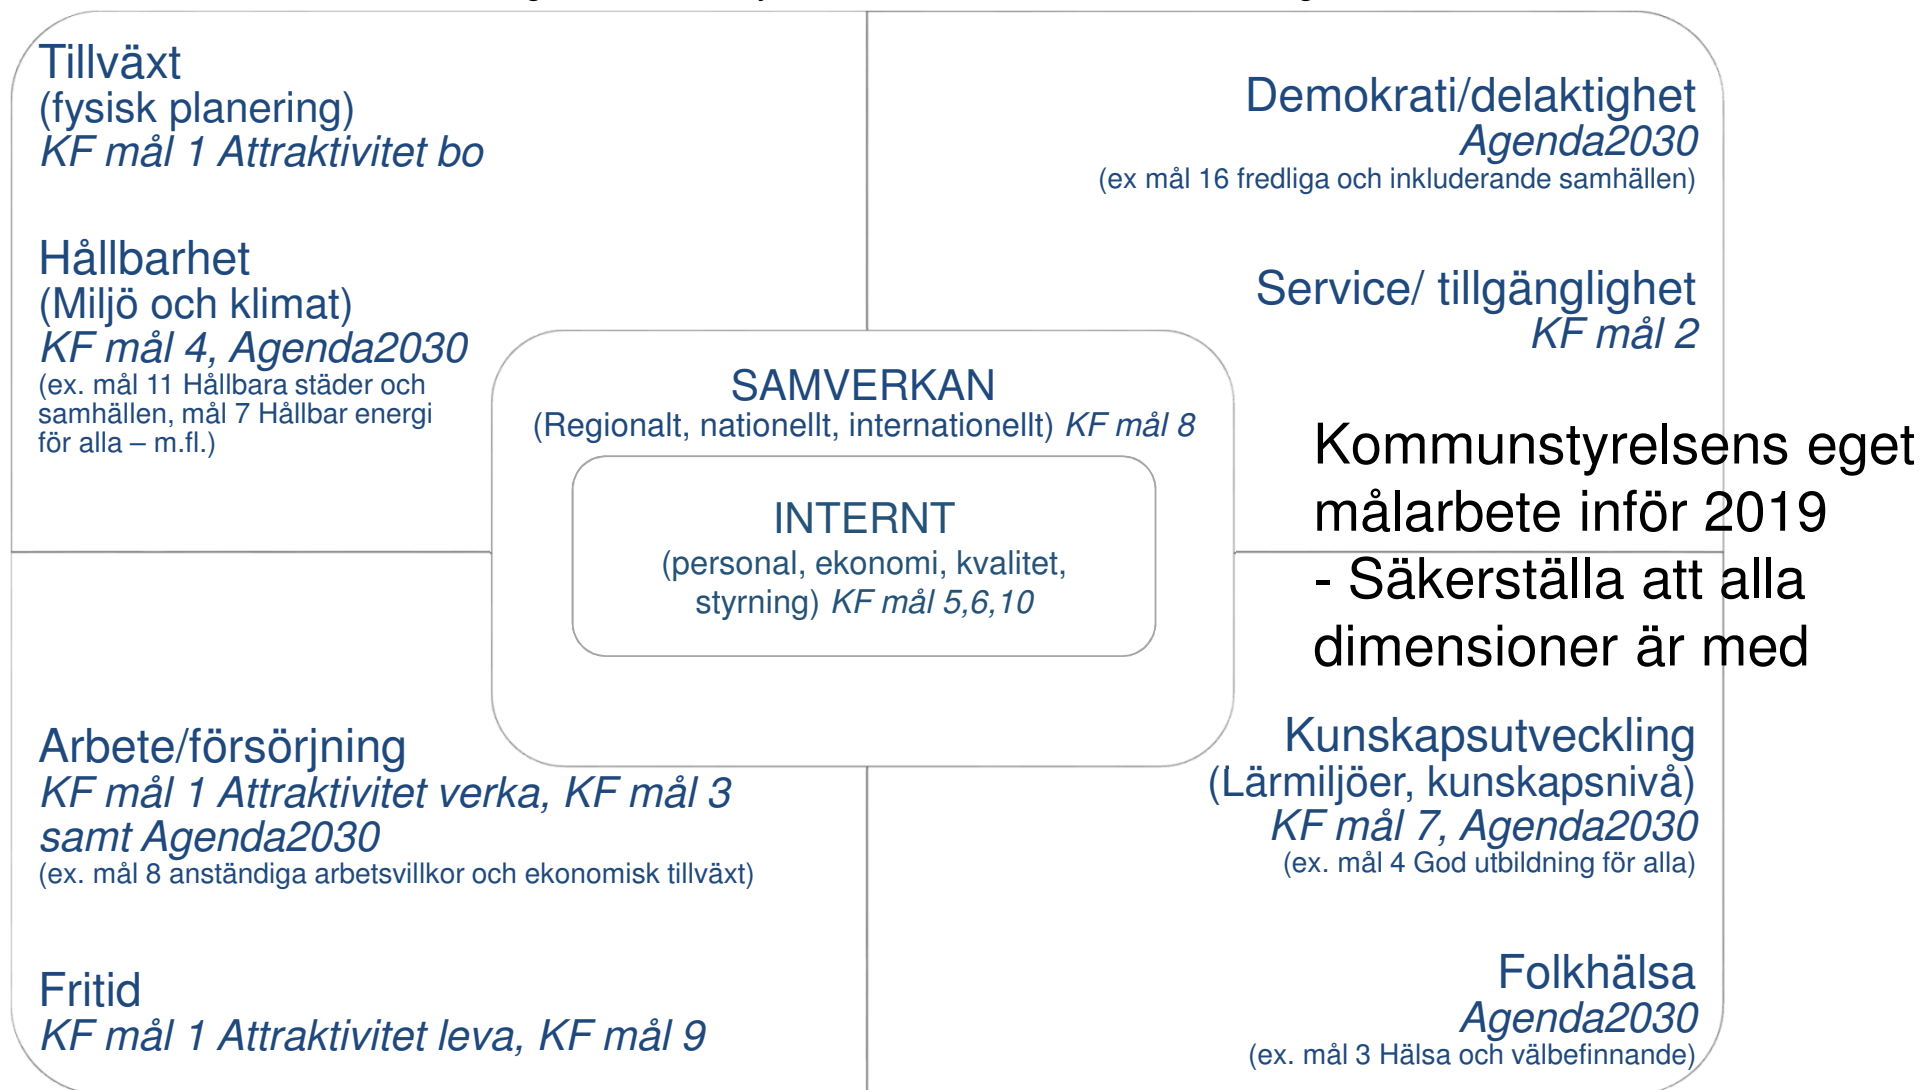 Tillväxt
(fysisk planering)
KF mål 1 Attraktivitet bo
Hållbarhet
(Miljö och klimat)
KF mål 4, Agenda2030
(ex. mål 11 Hållbara städer och
samhällen, mål 7 Hållbar energi
för alla – m.fl.)
Demokrati/delaktighet
Agenda2030
(ex mål 16 fredliga och inkluderande samhällen)
Service/ tillgänglighet
KF mål 2
SAMVERKAN
(Regionalt, nationellt, internationellt) KF mål 8
INTERNT
(personal, ekonomi, kvalitet,
styrning) KF mål 5,6,10
Kommunstyrelsens eget
målarbete inför 2019
- Säkerställa att alla
dimensioner är med
Arbete/försörjning
KF mål 1 Attraktivitet verka, KF mål 3
samt Agenda2030
(ex. mål 8 anständiga arbetsvillkor och ekonomisk tillväxt)
Fritid
KF mål 1 Attraktivitet leva, KF mål 9
Kunskapsutveckling
(Lärmiljöer, kunskapsnivå)
KF mål 7, Agenda2030
(ex. mål 4 God utbildning för alla)
Folkhälsa
Agenda2030
(ex. mål 3 Hälsa och välbefinnande)